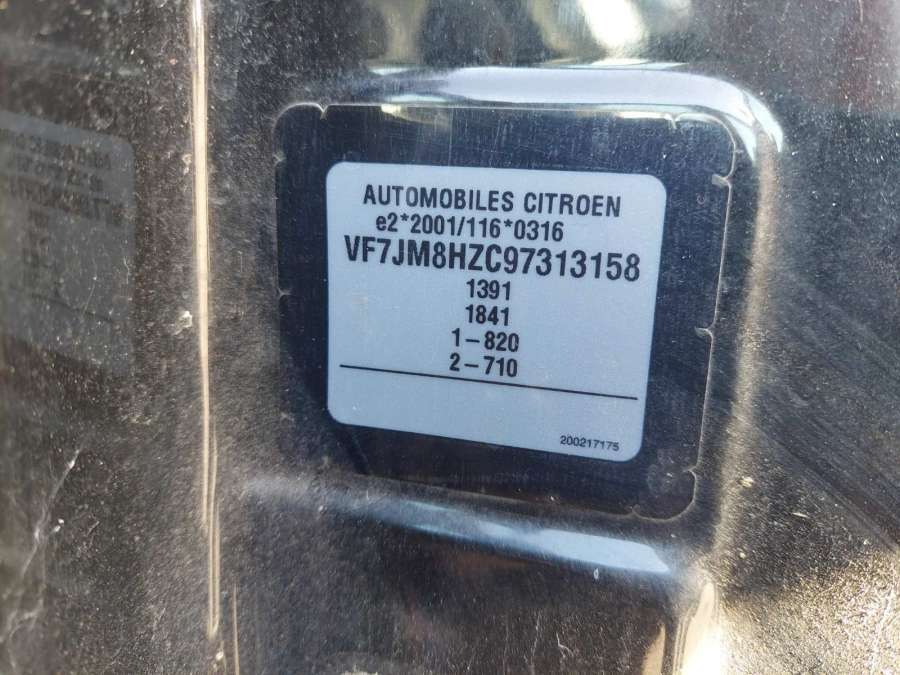 AUTOMOBILES CITROEN
e2*2001/116*0316
VF7JM8HZC97313158
1391
1841
1-820
2-710
200217175